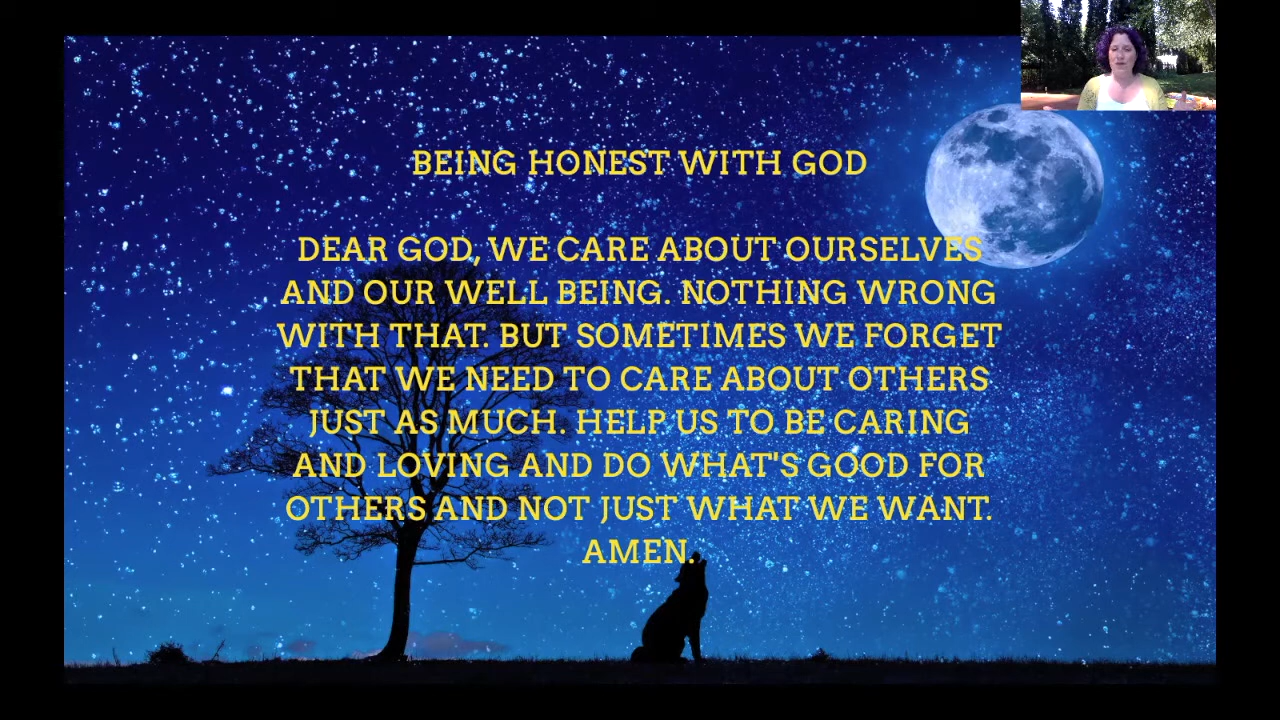 BEING HONEST WITH GOD
DEAR GOD, WE CARE ABOUT OURSELVES
AND OUR WELL BEING. NOTHING WRONG
WITH THAT. BUT SOMETIMES WE FORGET
THAT WE NEED TO CARE ABOUT OTHERS
JUST AS MUCH. HELP US TO BE CARING
AND LOVING AND DO WHAT'S GOOD FOR
OTHERS AND NOT JUST WHAT WE WANT.
AMEN.